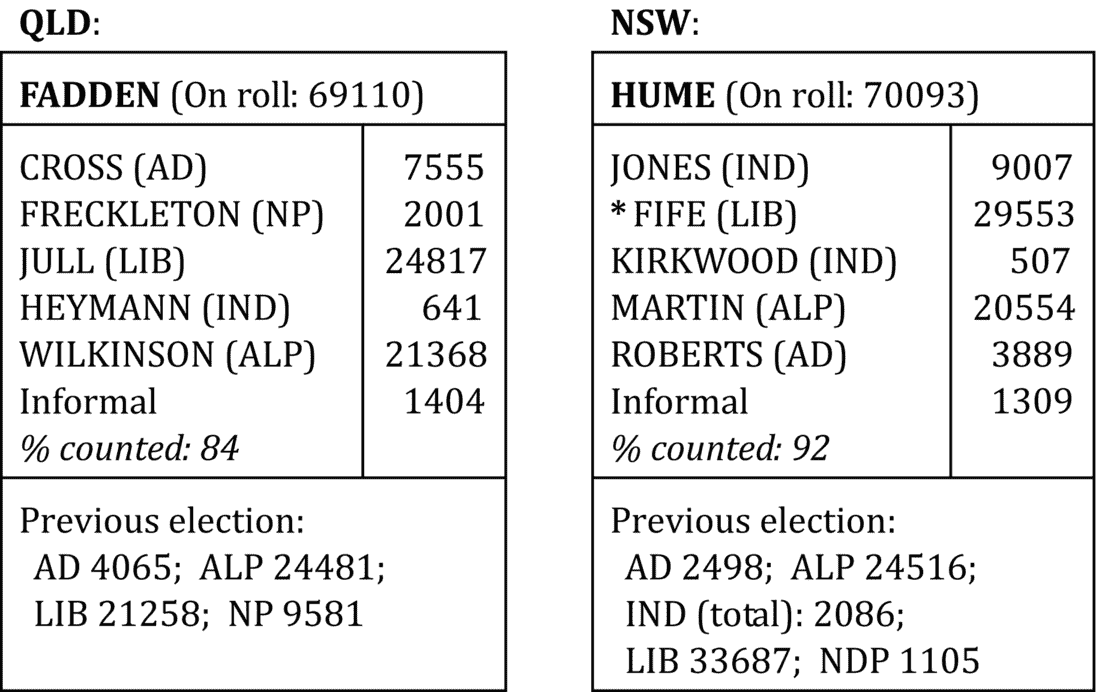 QLD:
FADDEN (On roll: 69110)
CROSS (AD) 7555
FRECKLETON (NP) 2001
JULL (LIB) 24817
HEYMANN (IND) 641
WILKINSON (ALP) 21368
Informal 1404
% counted: 84
Previous election:
AD 4065; ALP 24481;
LIB 21258; NP 9581
NSW:
HUME (On roll: 70093)
JONES (IND) 9007
*FIFE (LIB) 29553
KIRKWOOD (IND) 507
MARTIN (ALP) 20554
ROBERTS (AD) 3889
Informal 1309
% counted: 92
Previous election:
AD 2498; ALP 24516;
IND (total): 2086;
LIB 33687; NDP 1105